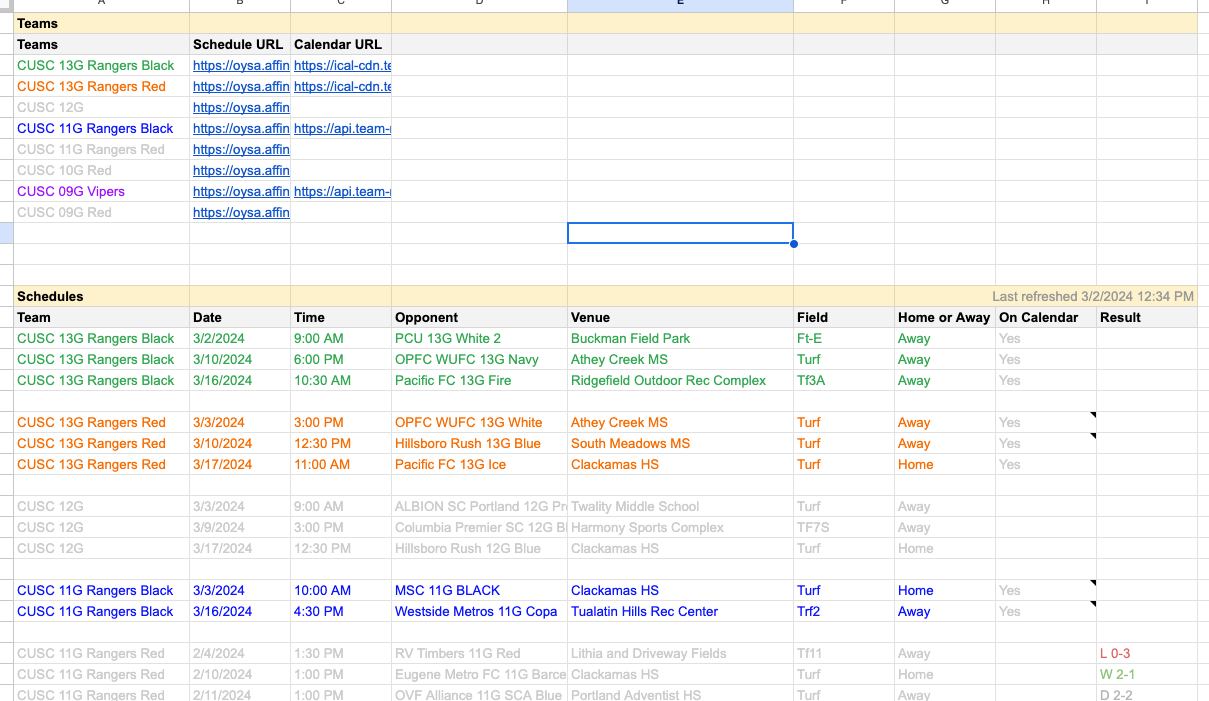 A B C D E F G H I
Teams
Teams Schedule URL Calendar URL
CUSC 13G Rangers Black https://oysa.affin https://ical-cdn.te
CUSC 13G Rangers Red https://oysa.affin https://ical-cdn.te
CUSC 12G https://oysa.affin
CUSC 11G Rangers Black https://oysa.affin https://api.team-
CUSC 11G Rangers Red https://oysa.affin
CUSC 10G Red https://oysa.affin
CUSC 09G Vipers https://oysa.affin https://api.team-
CUSC 09G Red https://oysa.affin
Schedules Last refreshed 3/2/2024 12:34 PM
Team Date Time Opponent Venue Field Home or Away On Calendar Result
CUSC 13G Rangers Black 3/2/2024 9:00 AM PCU 13G White 2 Buckman Field Park Ft-E Away Yes
CUSC 13G Rangers Black 3/10/2024 6:00 PM OPFC WUFC 13G Navy Athey Creek MS Turf Away Yes
CUSC 13G Rangers Black 3/16/2024 10:30 AM Pacific FC 13G Fire Ridgefield Outdoor Rec Complex Tf3A Away Yes
CUSC 13G Rangers Red 3/3/2024 3:00 PM OPFC WUFC 13G White Athey Creek MS Turf Away Yes
CUSC 13G Rangers Red 3/10/2024 12:30 PM Hillsboro Rush 13G Blue South Meadows MS Turf Away Yes
CUSC 13G Rangers Red 3/17/2024 11:00 AM Pacific FC 13G Ice Clackamas HS Turf Home Yes
CUSC 12G 3/3/2024 9:00 AM ALBION SC Portland 12G Pr Twality Middle School Turf Away
CUSC 12G 3/9/2024 3:00 PM Columbia Premier SC 12G B Harmony Sports Complex TF7S Away
CUSC 12G 3/17/2024 12:30 PM Hillsboro Rush 12G Blue Clackamas HS Turf Home
CUSC 11G Rangers Black 3/3/2024 10:00 AM MSC 11G BLACK Clackamas HS Turf Home Yes
CUSC 11G Rangers Black 3/16/2024 4:30 PM Westside Metros 11G Copa Tualatin Hills Rec Center Trf2 Away Yes
CUSC 11G Rangers Red 2/4/2024 1:30 PM RV Timbers 11G Red Lithia and Driveway Fields Tf11 Away L 0-3
CUSC 11G Rangers Red 2/10/2024 1:00 PM Eugene Metro FC 11G Barce Clackamas HS Turf Home W 2-1
CUSC 11G Rangers Red 2/11/2024 1:00 PM OVF Alliance 11G SCA Blue Portland Adventist HS Turf Away D 2-2